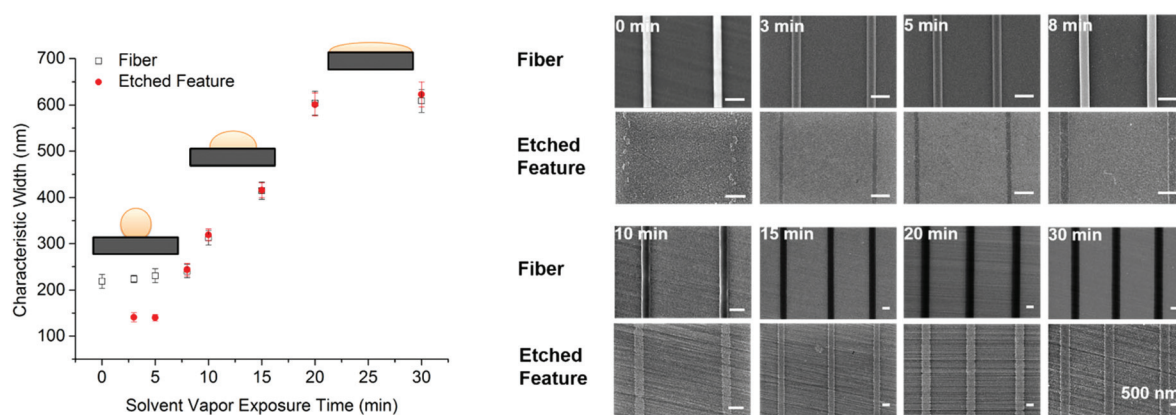 Fiber
Etched Feature
Characteristic Width (nm)
700
600
500
400
300
200
100
0
5
10
15
20
25
30
Solvent Vapor Exposure Time (min)
Fiber
0 min
3 min
5 min
8 min
Etched
Feature
Fiber
10 min
15 min
20 min
30 min
Etched
Feature
500 nm